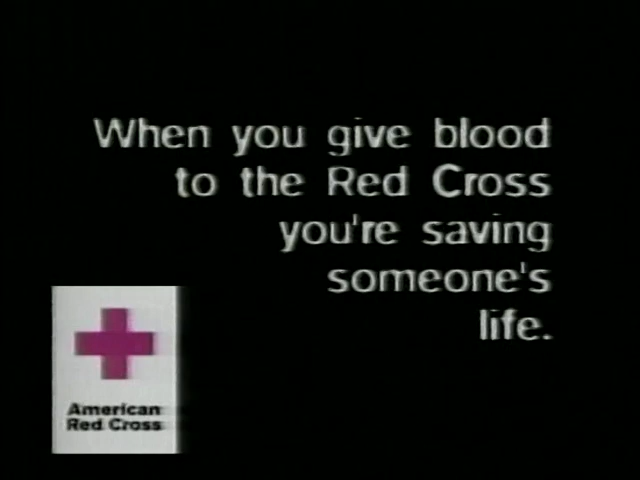 When you give blood
to the Red Cross
you're saving
someone's
life.
American
Red Cross